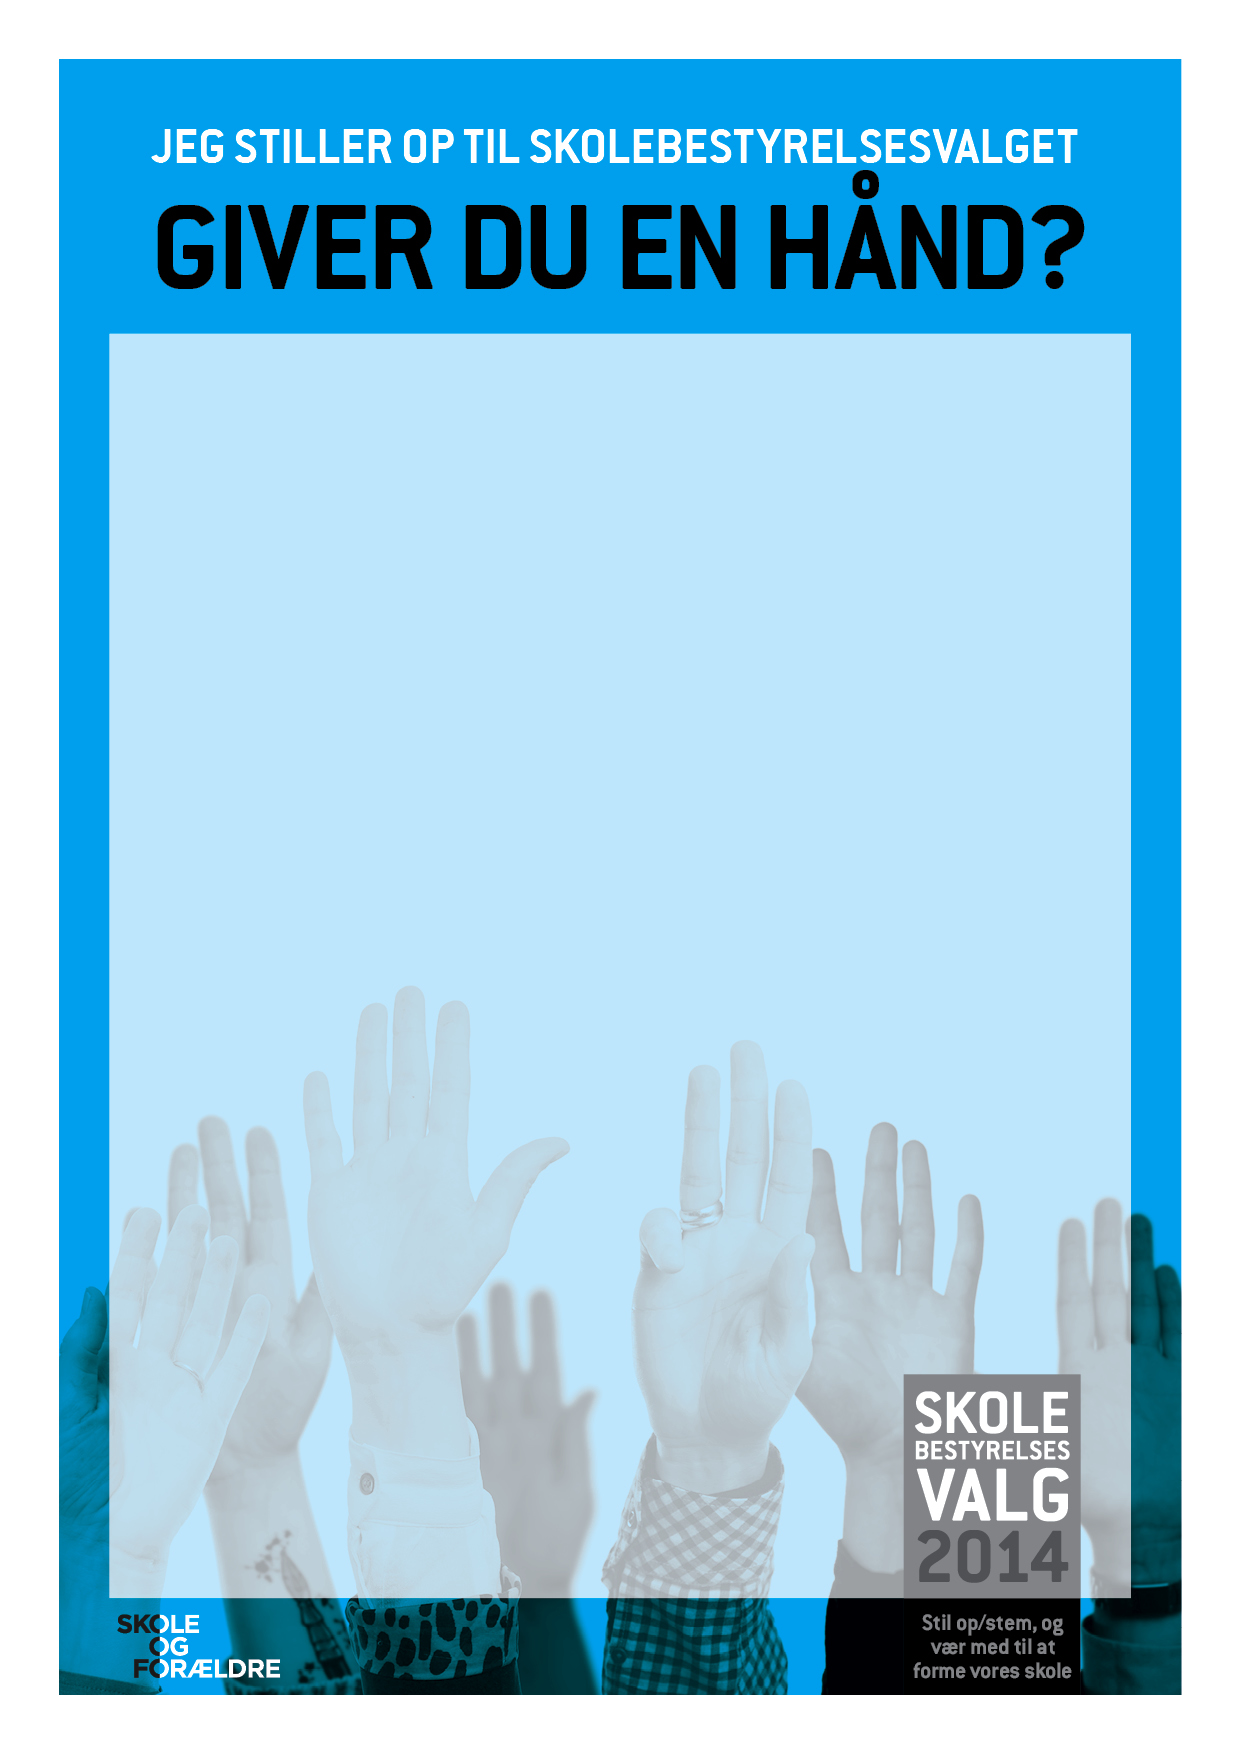 JEG STILLER OP TIL SKOLEBESTYRELSESVALGET
GIVER DU EN HÅND?
SKOLE
BESTYRELSES
VALG
2014
SKOLE
OG
FORÆLDRE
Stil op/stem, og
vær med til at
forme vores skole